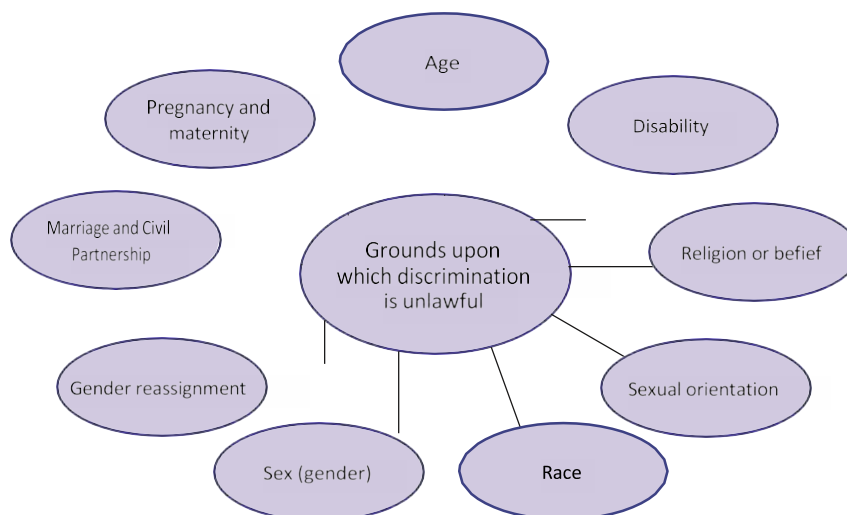 Age
Pregnancy and
maternity
Disability
Marriage and Civil
Partnership
Grounds upon
which discrimination
is unlawful
Religion or befief
Gender reassignment
Sexual orientation
Sex (gender)
Race